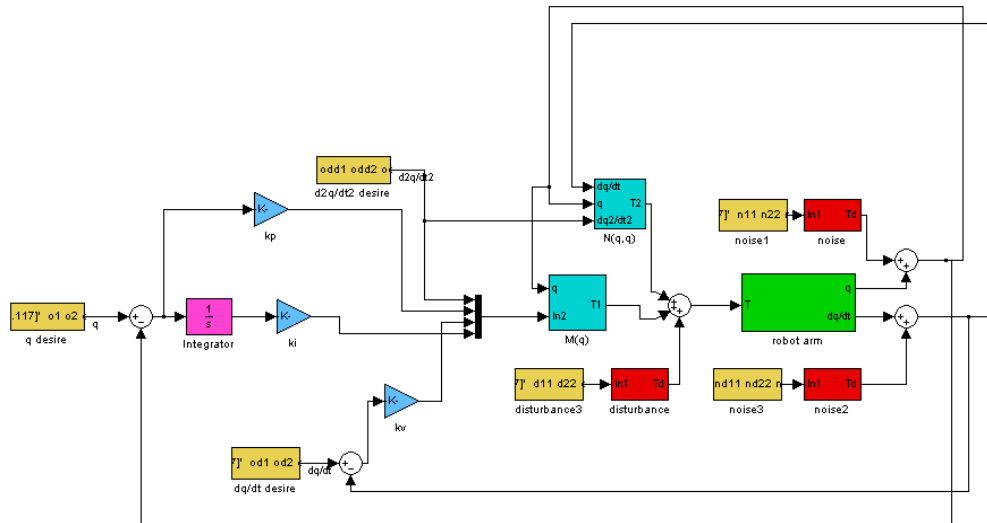 odd1 odd2 o
d2q/dt2
d2q/dt2 desire
K-
kp
dq/dt
q
dq2/dt2
T2
N(q,q)
7]' n11 n22 r
noise1
In1
Td
noise
.117]' o1 o2
q
q desire
1
s
Integrator
K-
ki
q
In2
T1
M(q)
T
q
dq/dt
robot arm
7]' d11 d22
disturbance3
In1
Td
disturbance
nd11 nd22 n
noise3
In1
Td
noise2
K-
kv
7]' od1 od2
dq/dt
dq/dt desire